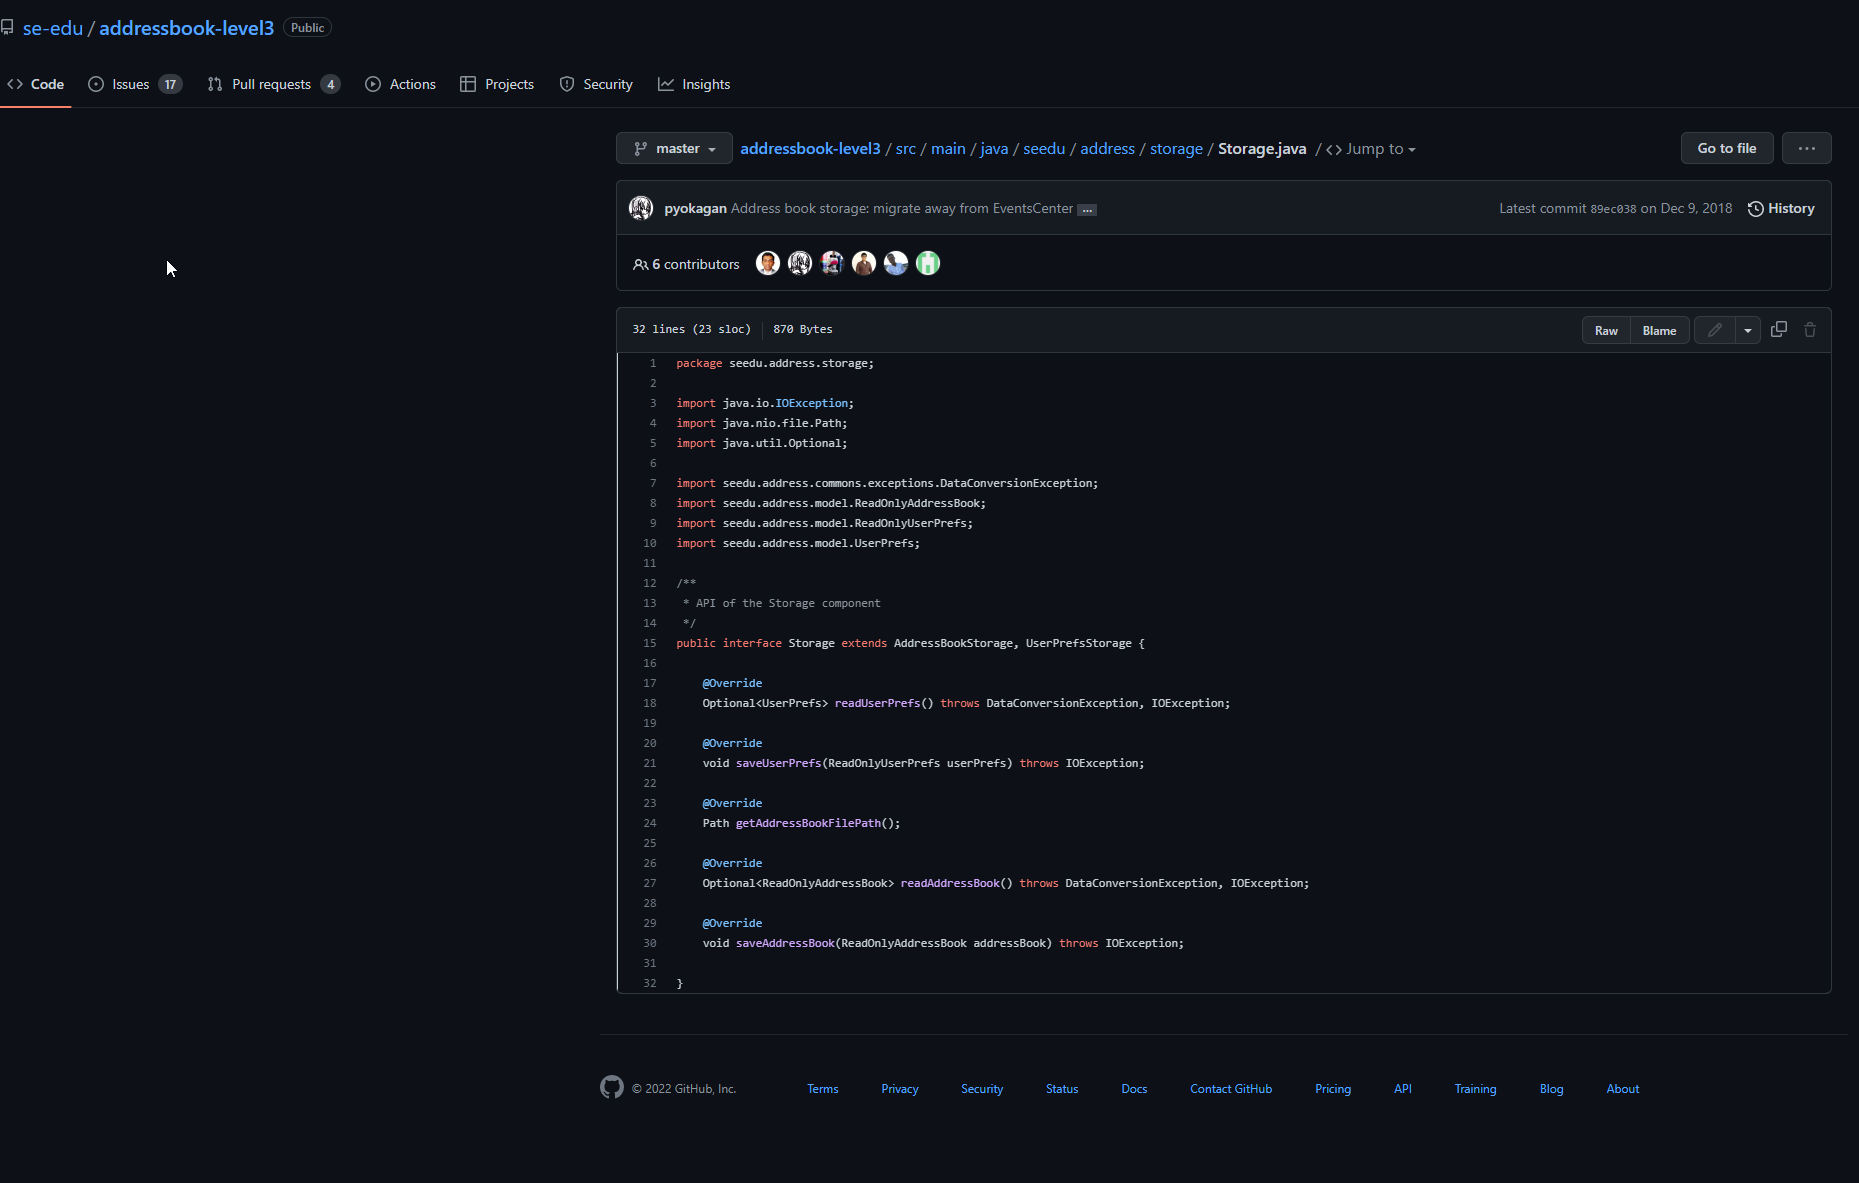 se-edu / addressbook-level3 Public
Code Issues 17 Pull requests 4 Actions Projects Security Insights
master addressbook-level3 / src / main / java / seedu / address / storage / Storage.java / <> Jump to Go to file ...
pyokagan Address book storage: migrate away from EventsCenter ... Latest commit 89ec038 on Dec 9, 2018 History
6 contributors
32 lines (23 sloc) 870 Bytes Raw Blame
1 package seedu.address.storage;
2
3 import java.io.IOException;
4 import java.nio.file.Path;
5 import java.util.Optional;
6
7 import seedu.address.commons.exceptions.DataConversionException;
8 import seedu.address.model.ReadOnlyAddressBook;
9 import seedu.address.model.ReadOnlyUserPrefs;
10 import seedu.address.model.UserPrefs;
11
12 /**
13  * API of the Storage component
14  */
15 public interface Storage extends AddressBookStorage, UserPrefsStorage {
16
17     @Override
18     Optional<UserPrefs> readUserPrefs() throws DataConversionException, IOException;
19
20     @Override
21     void saveUserPrefs(ReadOnlyUserPrefs userPrefs) throws IOException;
22
23     @Override
24     Path getAddressBookFilePath();
25
26     @Override
27     Optional<ReadOnlyAddressBook> readAddressBook() throws DataConversionException, IOException;
28
29     @Override
30     void saveAddressBook(ReadOnlyAddressBook addressBook) throws IOException;
31
32 }
© 2022 GitHub, Inc. Terms Privacy Security Status Docs Contact GitHub Pricing API Training Blog About